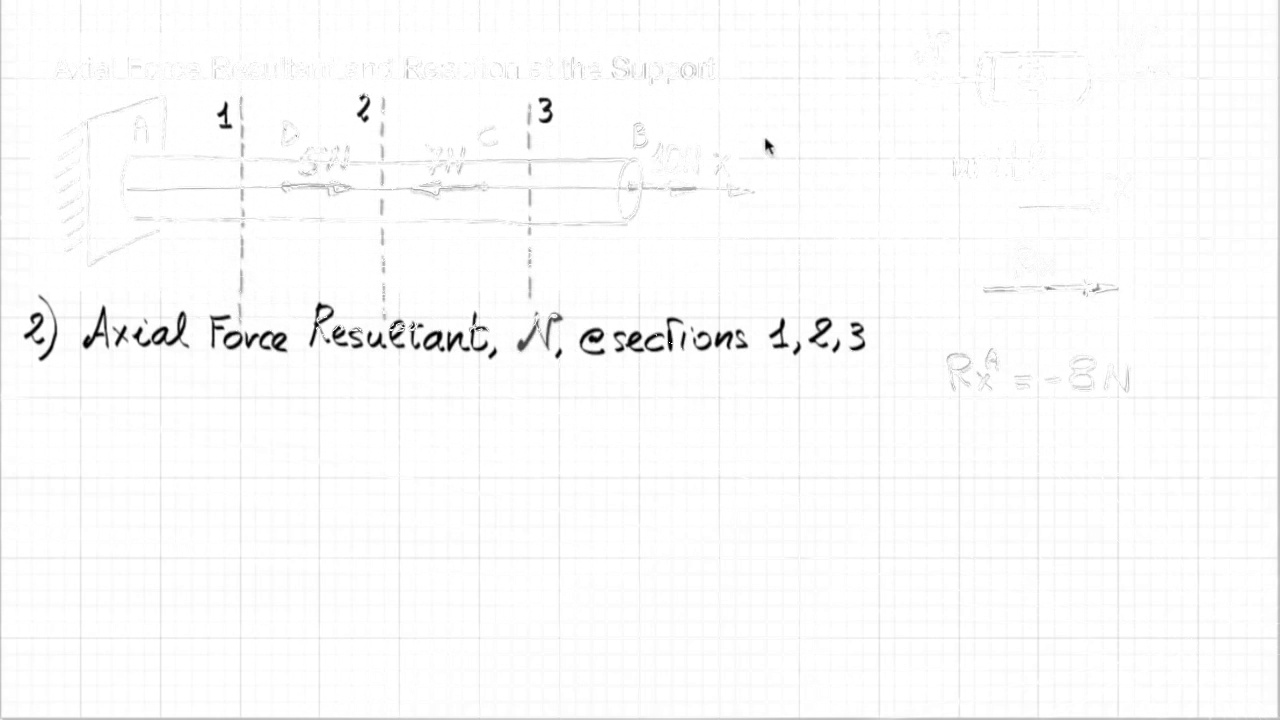 Axial Force Resultant and Reaction at the Support
1 2 3
A D C B
5N 7N 10N x
2) Axial Force Resultant, N, @ sections 1, 2, 3
RxA = -8N